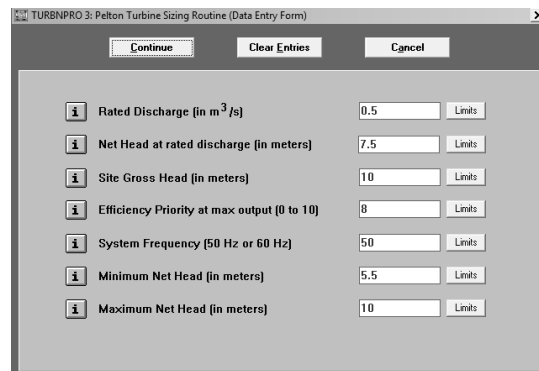 TURBNPRO 3: Pelton Turbine Sizing Routine (Data Entry Form) X
Continue Clear Entries Cancel
i Rated Discharge (in m³/s) 0.5 Limits
i Net Head at rated discharge (in meters) 7.5 Limits
i Site Gross Head (in meters) 10 Limits
i Efficiency Priority at max output (0 to 10) 8 Limits
i System Frequency (50 Hz or 60 Hz) 50 Limits
i Minimum Net Head (in meters) 5.5 Limits
i Maximum Net Head (in meters) 10 Limits